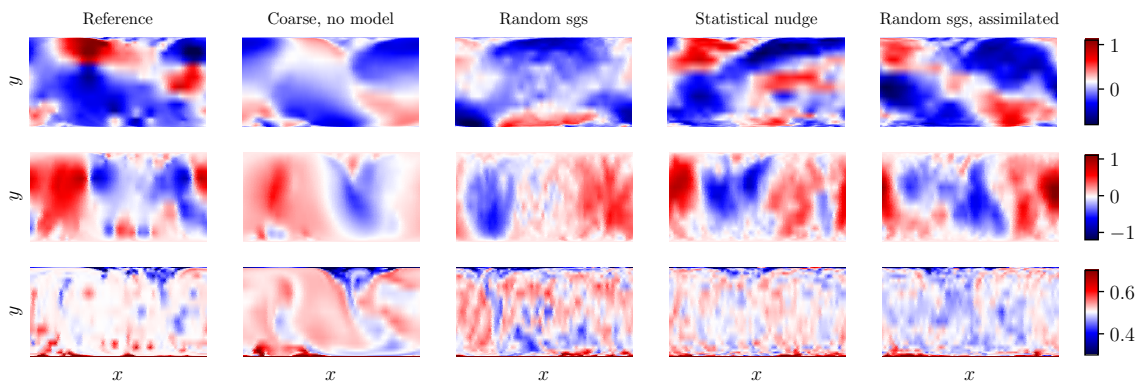 Reference Coarse, no model Random sgs Statistical nudge Random sgs, assimilated
y 1
0
y 1
0
−1
y 0.6
0.4
x x x x x